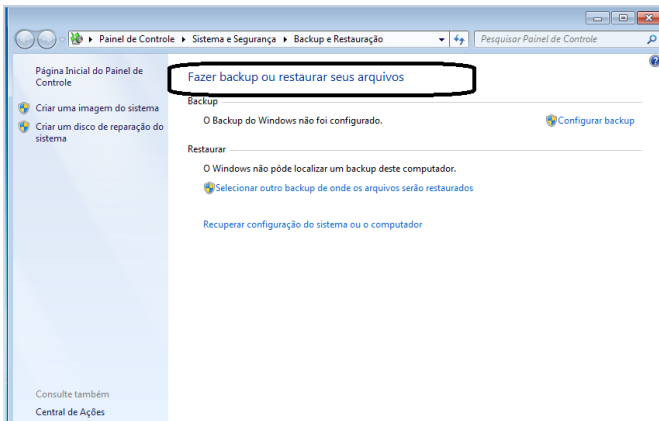 Painel de Controle ▸ Sistema e Segurança ▸ Backup e Restauração
Pesquisar Painel de Controle
Página Inicial do Painel de
Controle
Criar uma imagem do sistema
Criar um disco de reparação do
sistema
Fazer backup ou restaurar seus arquivos
Backup
O Backup do Windows não foi configurado.
Configurar backup
Restaurar
O Windows não pôde localizar um backup deste computador.
Selecionar outro backup de onde os arquivos serão restaurados
Recuperar configuração do sistema ou o computador
Consulte também
Central de Ações